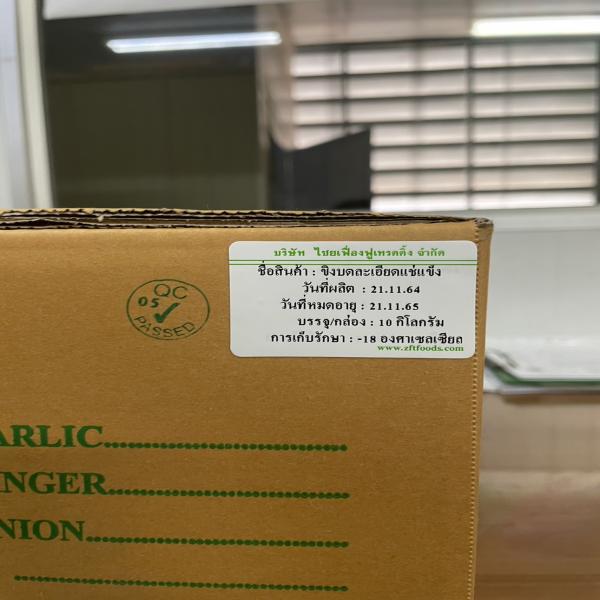 บริษัท ไชยเฟื่องฟูเทรดดิ้ง จำกัด
ชื่อสินค้า : ขิงบดละเอียดแช่แข็ง
วันที่ผลิต : 21.11.64
วันที่หมดอายุ : 21.11.65
บรรจุ/กล่อง : 10 กิโลกรัม
การเก็บรักษา : -18 องศาเซลเซียล
www.zftfoods.com
QC
05
PASSED
ARLIC
INGER
NION